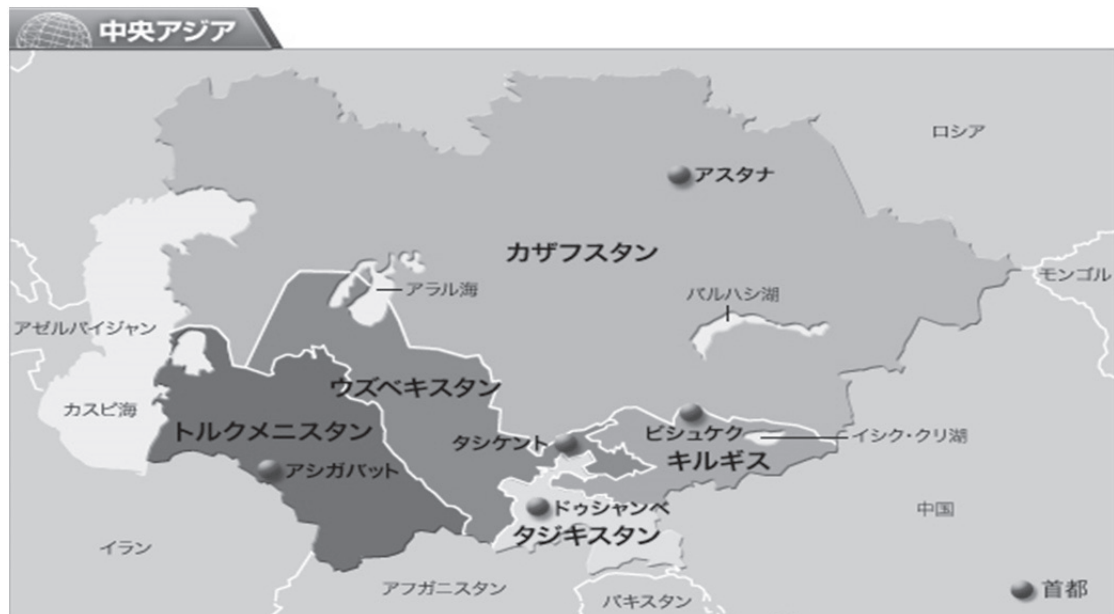 中央アジア
ロシア
アスタナ
カザフスタン
モンゴル
アラル海
バルハシ湖
アゼルバイジャン
ウズベキスタン
カスピ海
トルクメニスタン
タシケント
ビシュケク
イシク・クリ湖
キルギス
アシガバット
ドゥシャンベ
中国
タジキスタン
イラン
アフガニスタン
パキスタン
首都